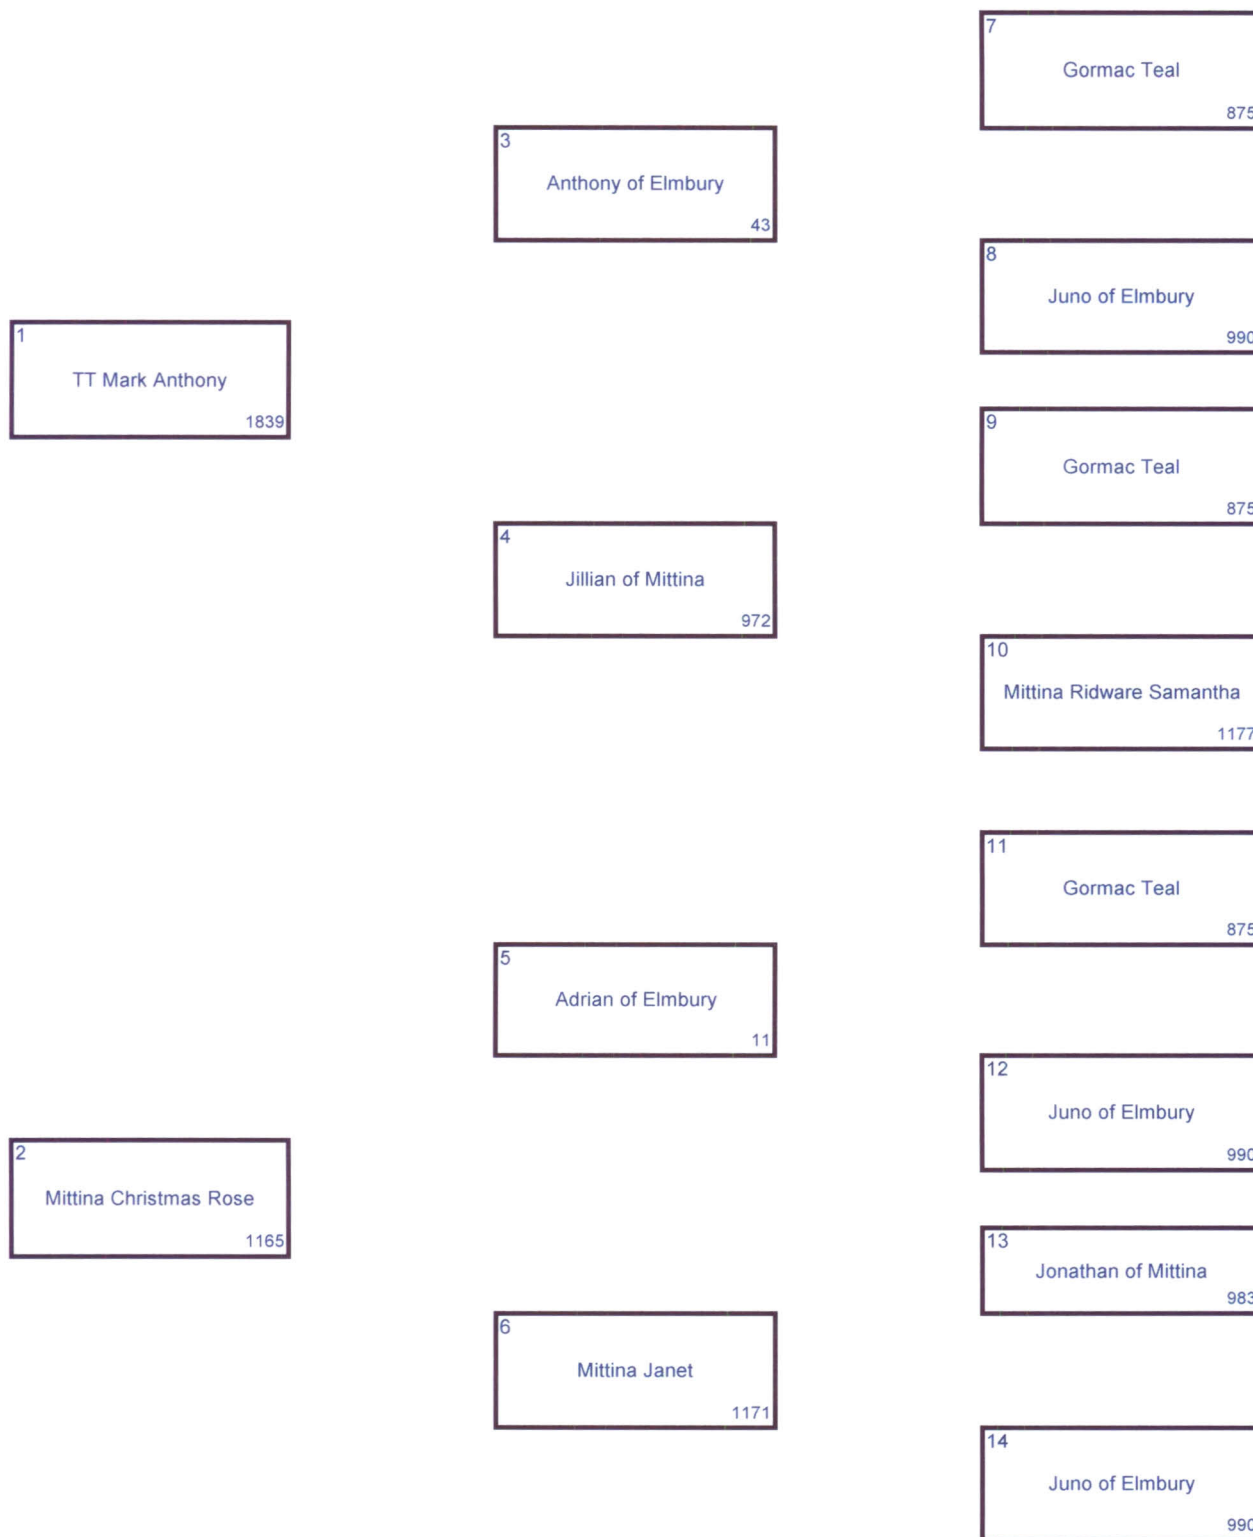 1
TT Mark Anthony
1839
2
Mittina Christmas Rose
1165
3
Anthony of Elmbury
43
4
Jillian of Mittina
972
5
Adrian of Elmbury
11
6
Mittina Janet
1171
7
Gormac Teal
875
8
Juno of Elmbury
990
9
Gormac Teal
875
10
Mittina Ridware Samantha
1177
11
Gormac Teal
875
12
Juno of Elmbury
990
13
Jonathan of Mittina
983
14
Juno of Elmbury
990